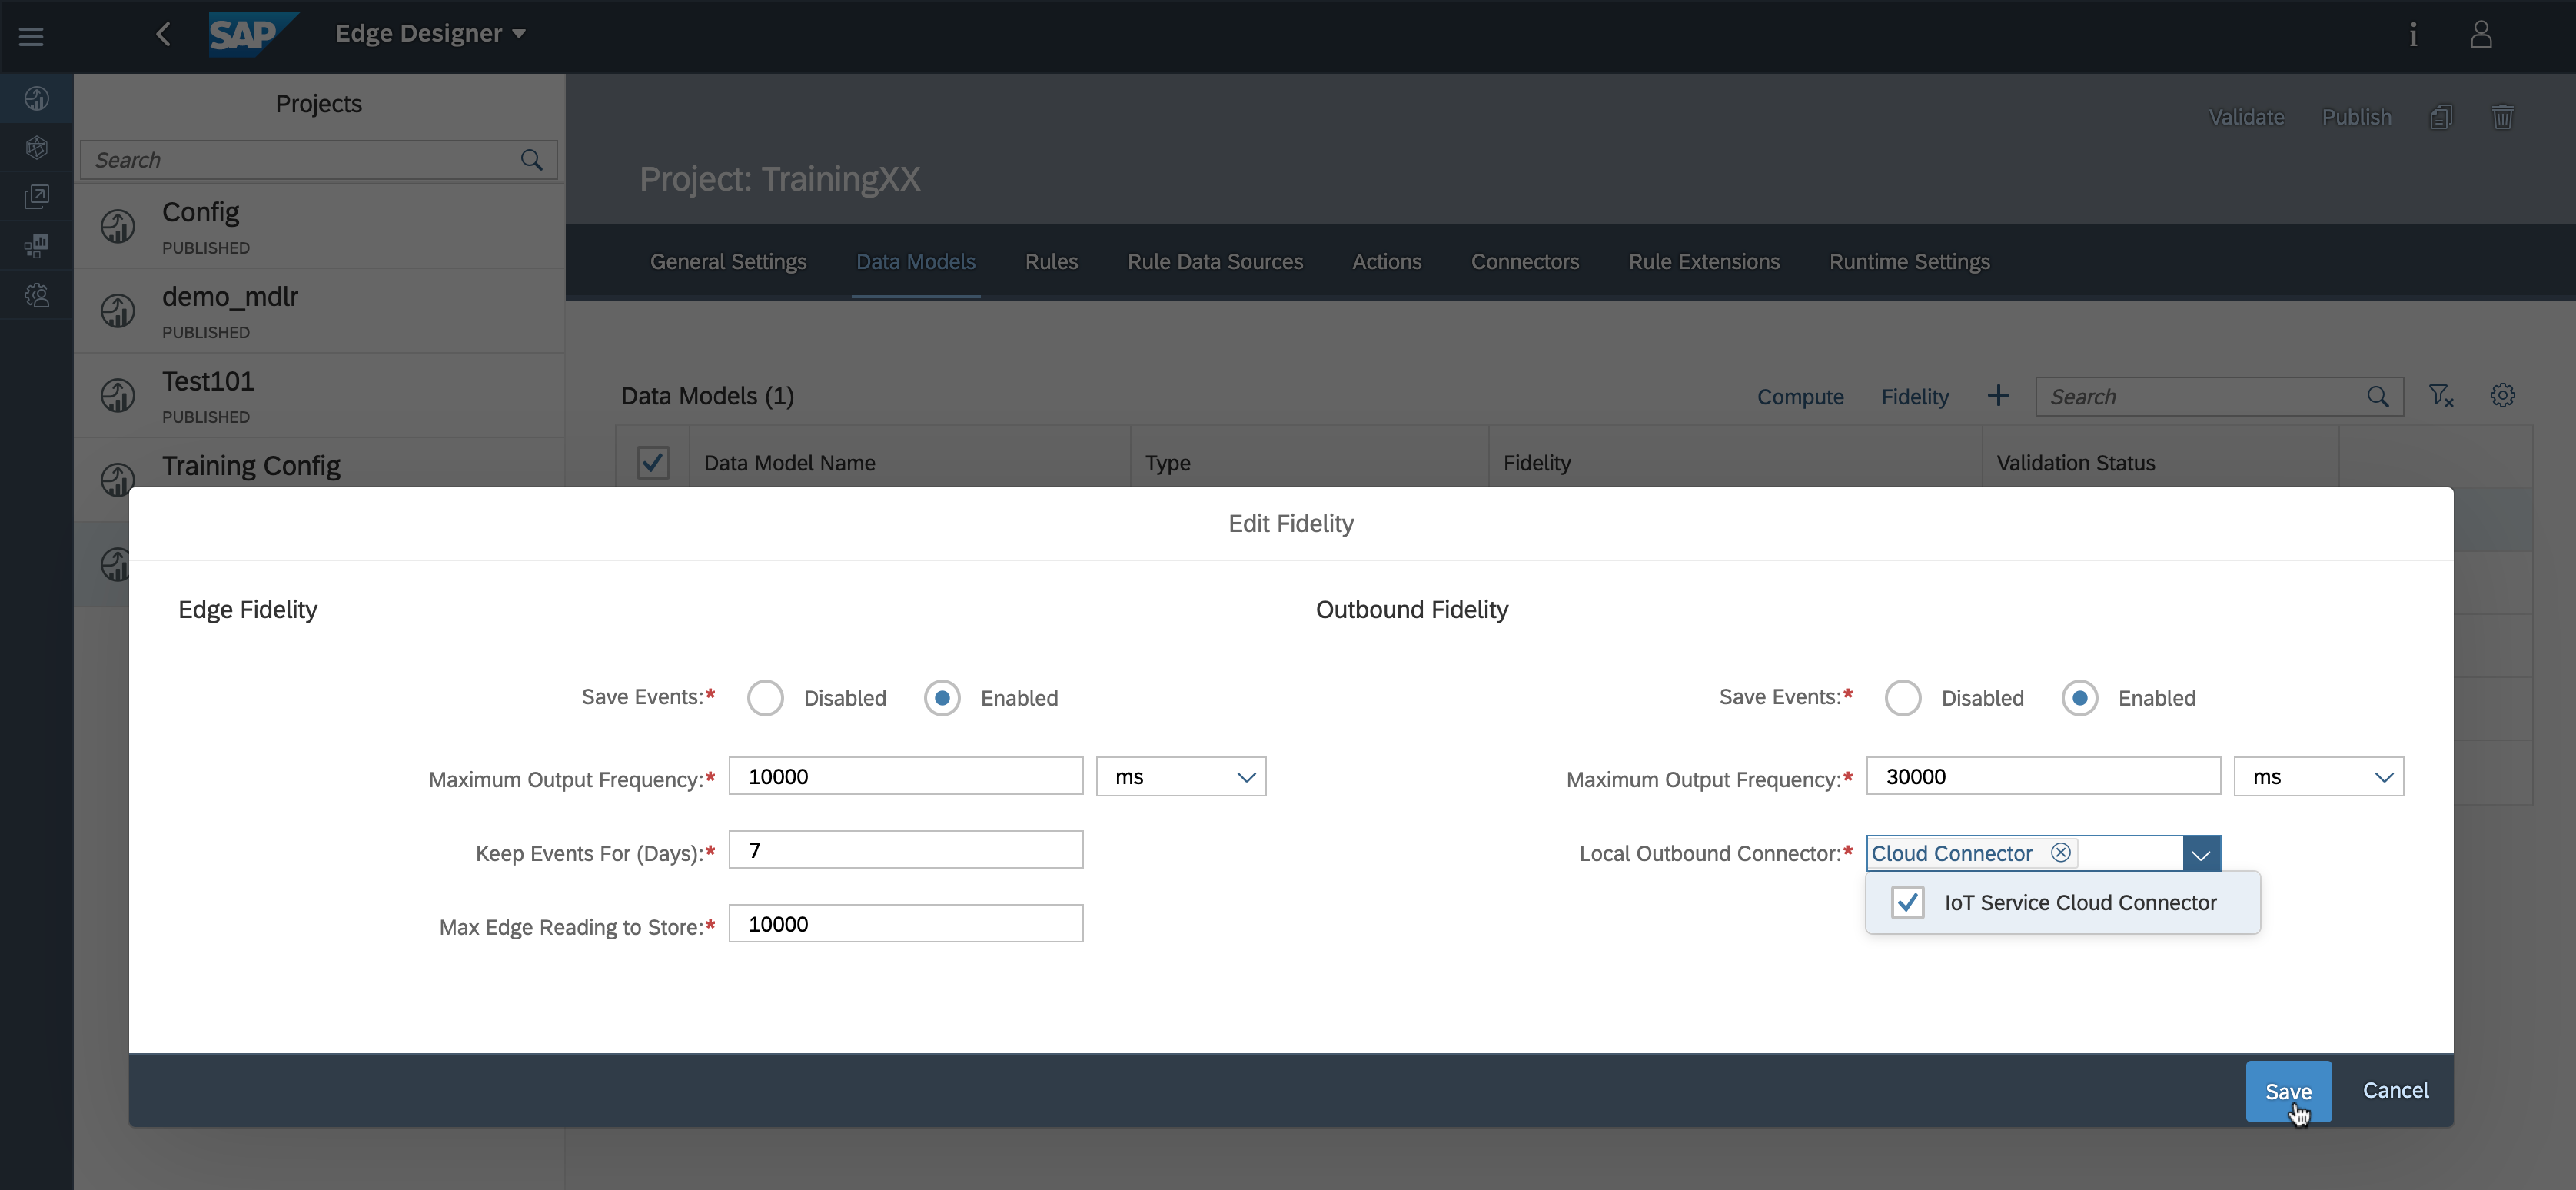 SAP Edge Designer
Projects
Search
Config
PUBLISHED
demo_mdlr
PUBLISHED
Test101
PUBLISHED
Training Config
Validate Publish
Project: TrainingXX
General Settings Data Models Rules Rule Data Sources Actions Connectors Rule Extensions Runtime Settings
Data Models (1) Compute Fidelity Search
Data Model Name Type Fidelity Validation Status
Edit Fidelity
Edge Fidelity
Save Events:* Disabled Enabled
Maximum Output Frequency:* 10000 ms
Keep Events For (Days):* 7
Max Edge Reading to Store:* 10000
Outbound Fidelity
Save Events:* Disabled Enabled
Maximum Output Frequency:* 30000 ms
Local Outbound Connector:* Cloud Connector
IoT Service Cloud Connector
Save Cancel